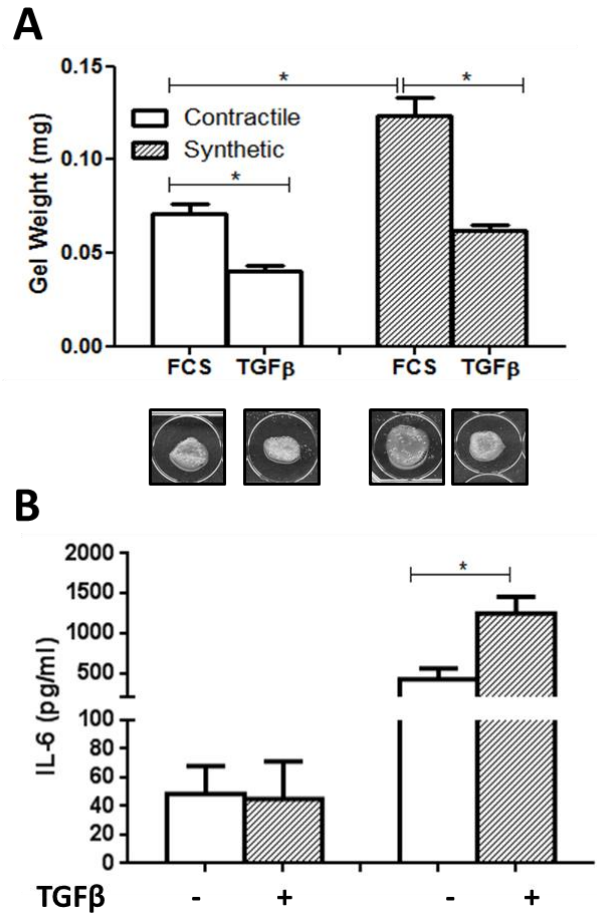 A
0.15
0.10
0.05
0.00
Gel Weight (mg)
* *
Contractile
Synthetic
*
FCS TGFβ FCS TGFβ
B
2000
1500
1000
500
100
80
60
40
20
0
IL-6 (pg/ml)
*
TGFβ - + - +